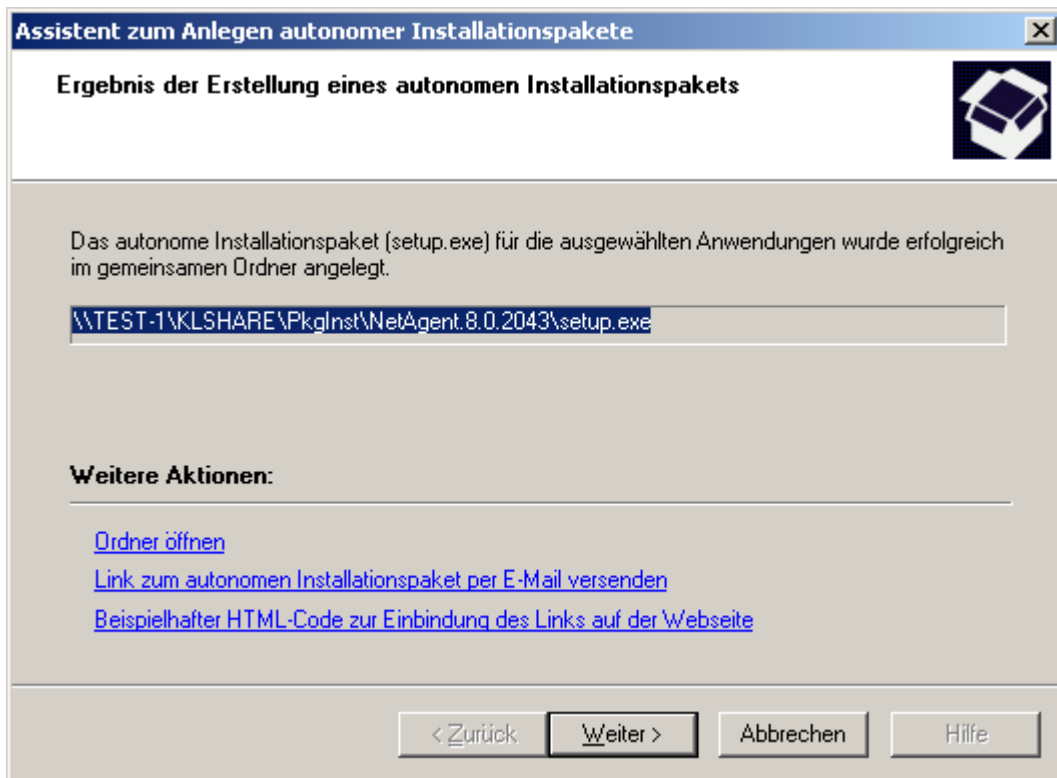 Assistent zum Anlegen autonomer Installationspakete
Ergebnis der Erstellung eines autonomen Installationspakets
Das autonome Installationspaket (setup.exe) für die ausgewählten Anwendungen wurde erfolgreich
im gemeinsamen Ordner angelegt.
\\TEST-1\KLSHARE\PkgInst\NetAgent.8.0.2043\setup.exe
Weitere Aktionen:
Ordner öffnen
Link zum autonomen Installationspaket per E-Mail versenden
Beispielhafter HTML-Code zur Einbindung des Links auf der Webseite
< Zurück Weiter > Abbrechen Hilfe